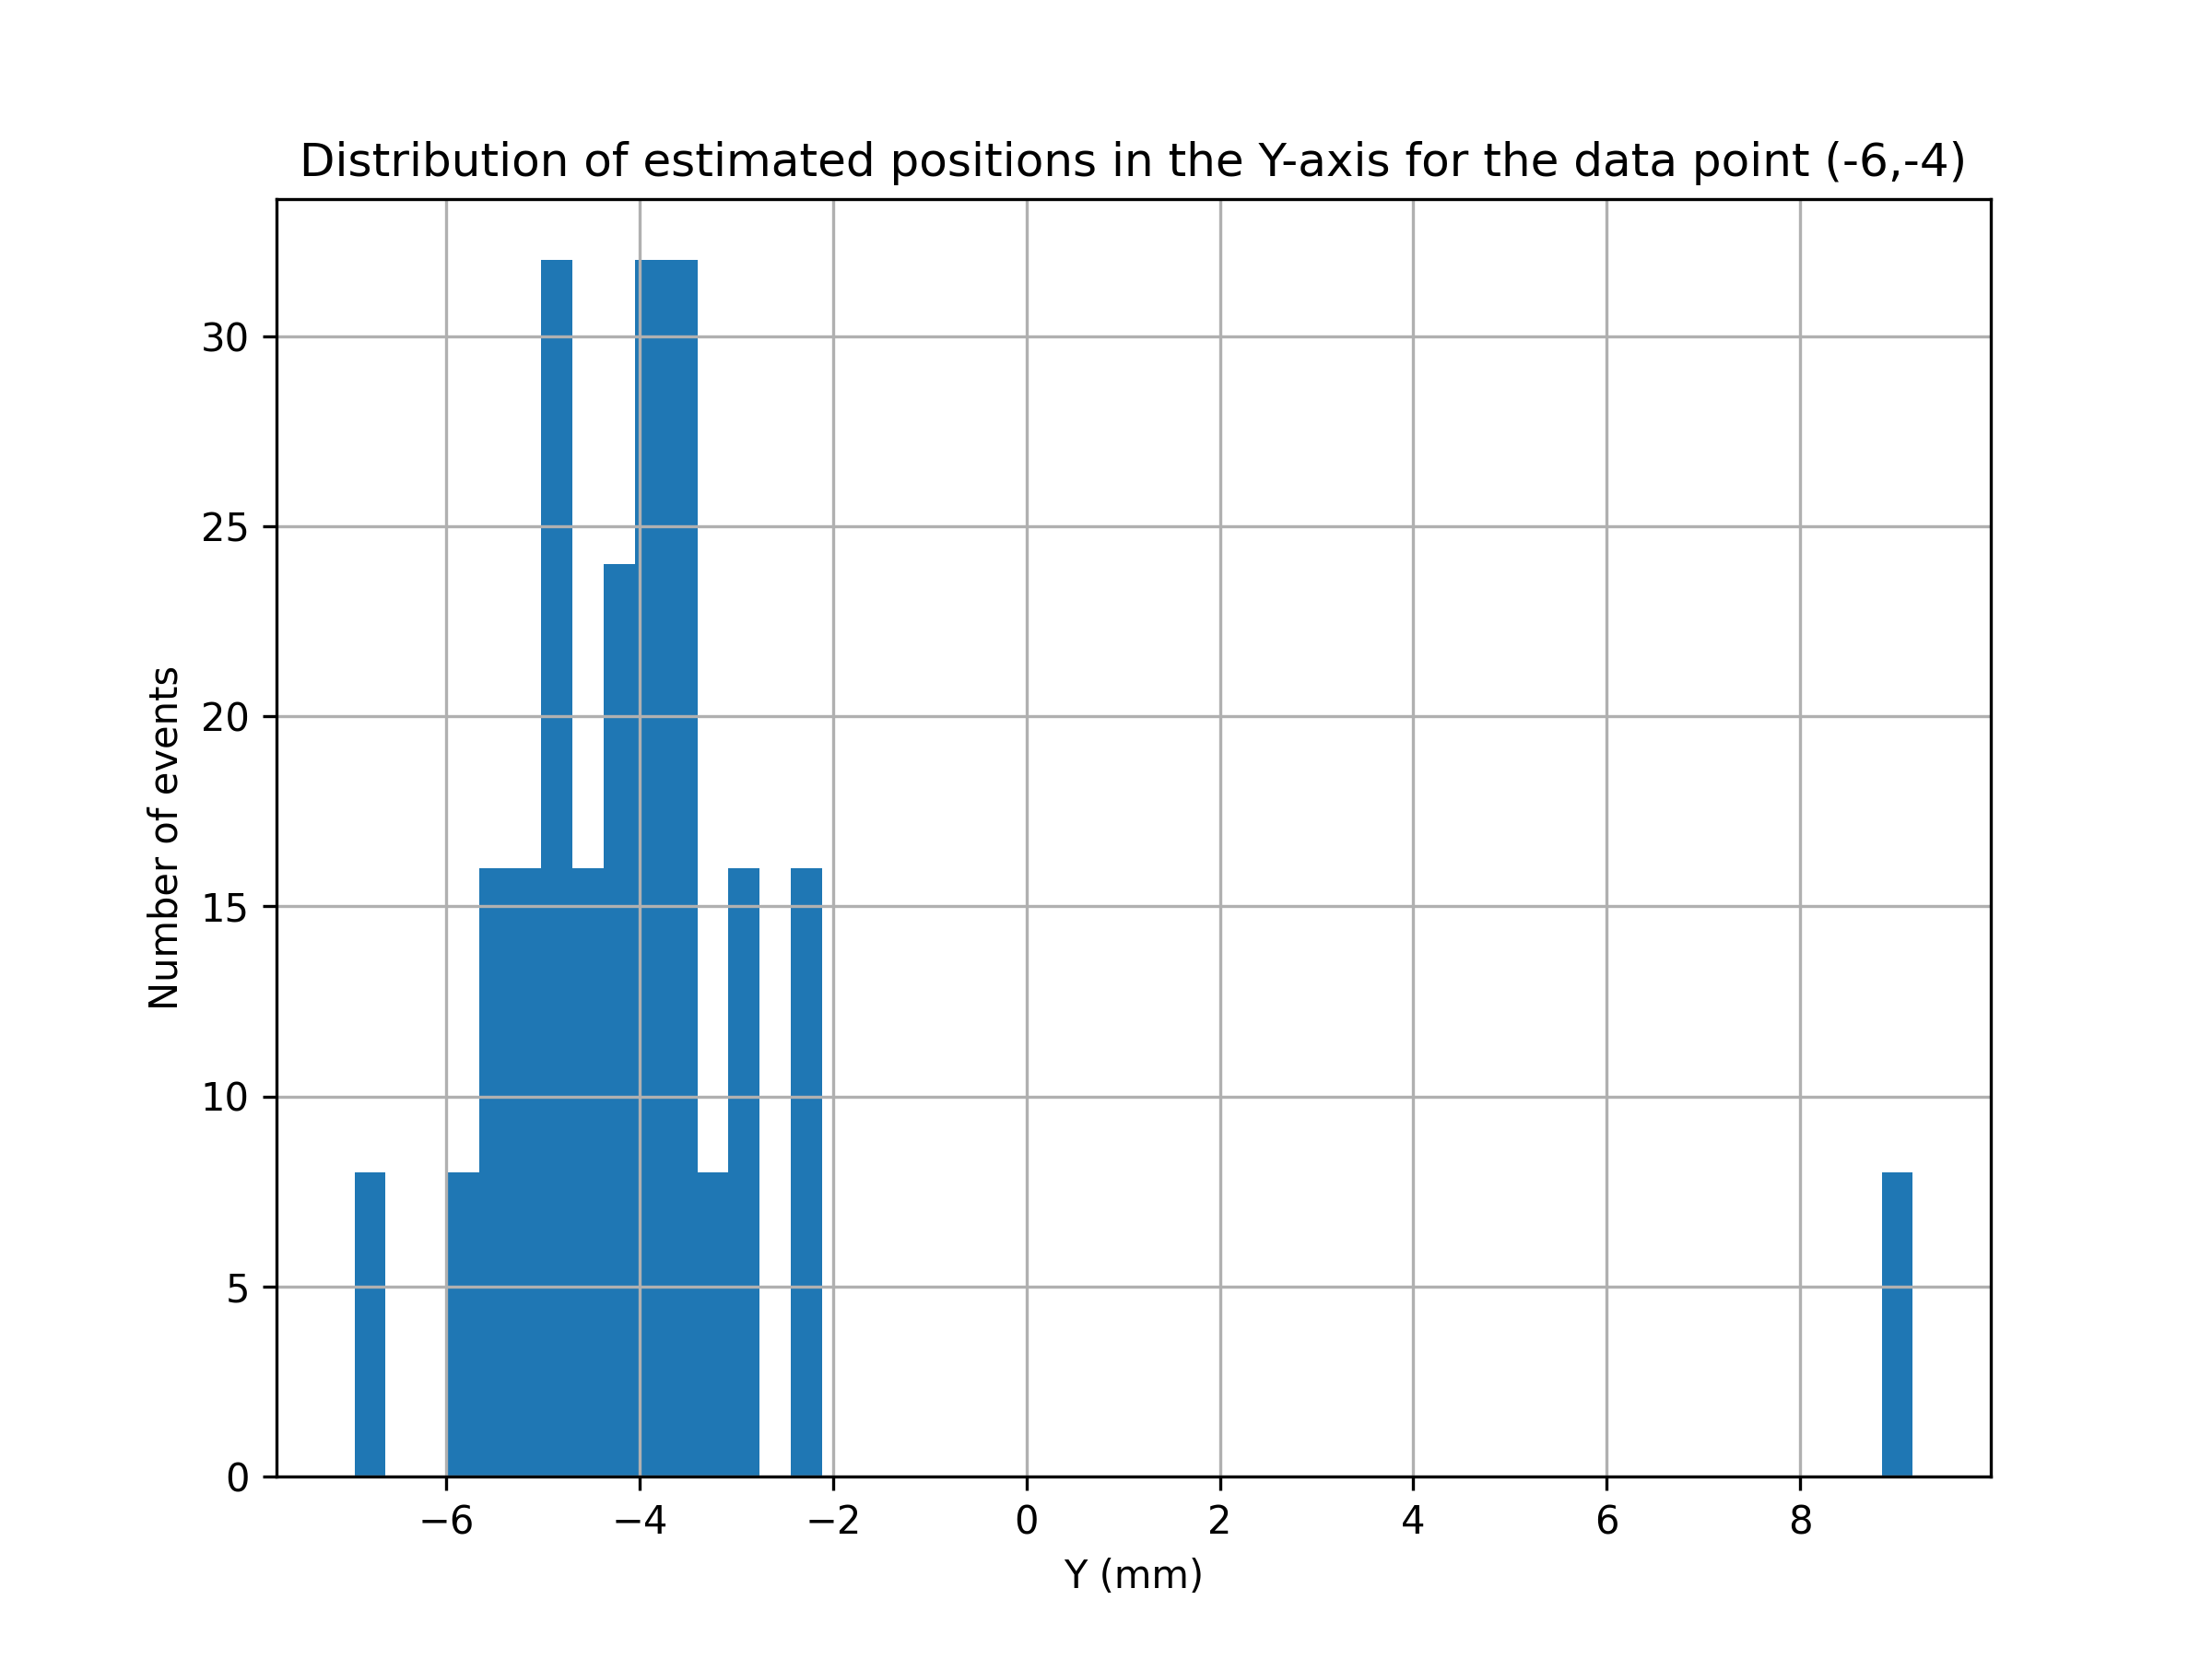 Distribution of estimated positions in the Y-axis for the data point (-6,-4)
30
25
20
15
10
5
0
Number of events
−6 −4 −2 0 2 4 6 8
Y (mm)